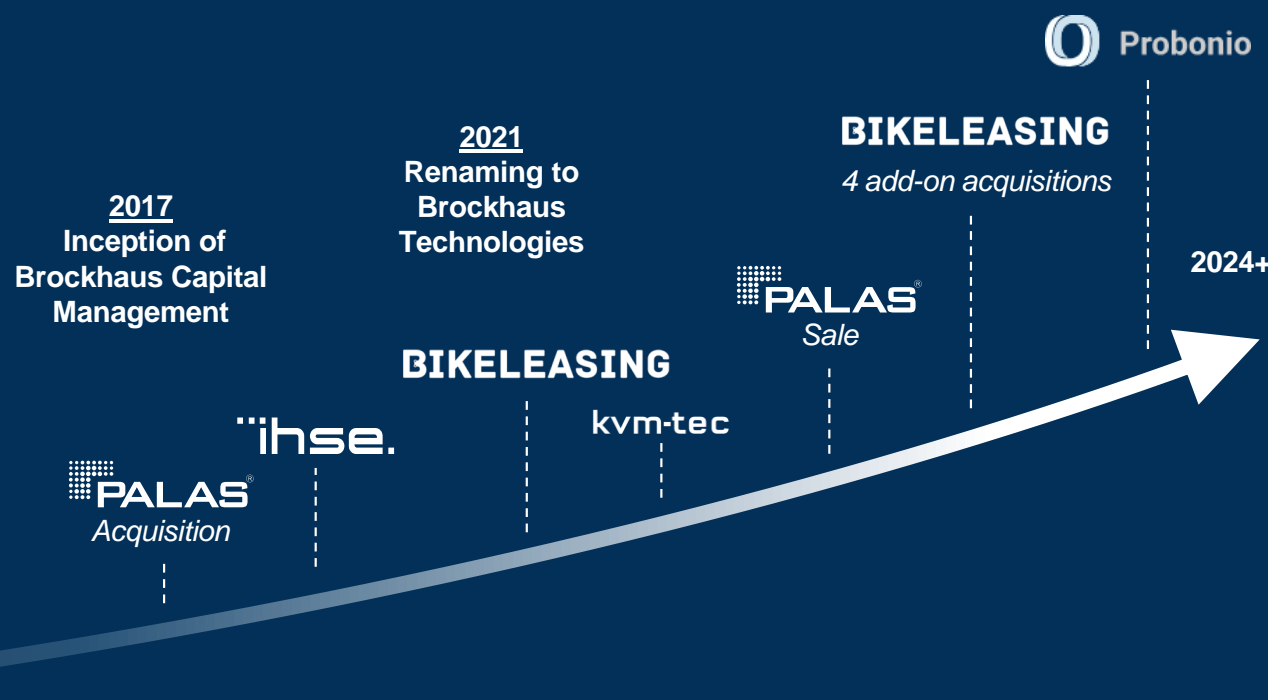 Probonio
BIKELEASING
4 add-on acquisitions
2021
Renaming to
Brockhaus
Technologies
2017
Inception of
Brockhaus Capital
Management
2024+
PALAS®
Sale
BIKELEASING
kvm-tec
ihse.
PALAS®
Acquisition